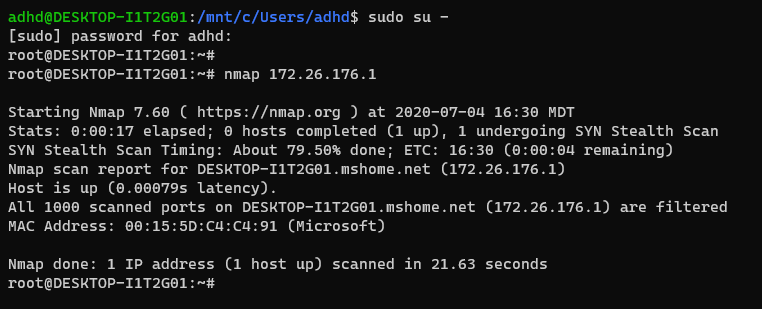 adhd@DESKTOP-I1T2G01:/mnt/c/Users/adhd$ sudo su -
[sudo] password for adhd:
root@DESKTOP-I1T2G01:~#
root@DESKTOP-I1T2G01:~# nmap 172.26.176.1
Starting Nmap 7.60 ( https://nmap.org ) at 2020-07-04 16:30 MDT
Stats: 0:00:17 elapsed; 0 hosts completed (1 up), 1 undergoing SYN Stealth Scan
SYN Stealth Scan Timing: About 79.50% done; ETC: 16:30 (0:00:04 remaining)
Nmap scan report for DESKTOP-I1T2G01.mshome.net (172.26.176.1)
Host is up (0.00079s latency).
All 1000 scanned ports on DESKTOP-I1T2G01.mshome.net (172.26.176.1) are filtered
MAC Address: 00:15:5D:C4:C4:91 (Microsoft)
Nmap done: 1 IP address (1 host up) scanned in 21.63 seconds
root@DESKTOP-I1T2G01:~#